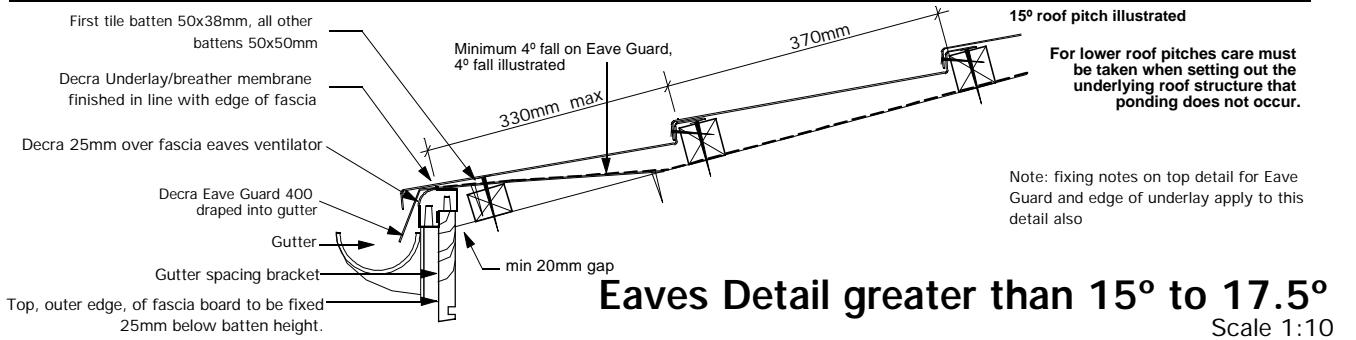 First tile batten 50x38mm, all other
battens 50x50mm
Decra Underlay/breather membrane
finished in line with edge of fascia
Decra 25mm over fascia eaves ventilator
Decra Eave Guard 400
draped into gutter
Gutter
Gutter spacing bracket
Top, outer edge, of fascia board to be fixed
25mm below batten height.
Minimum 4º fall on Eave Guard,
4º fall illustrated
330mm max
370mm
min 20mm gap
15º roof pitch illustrated
For lower roof pitches care must
be taken when setting out the
underlying roof structure that
ponding does not occur.
Note: fixing notes on top detail for Eave
Guard and edge of underlay apply to this
detail also
Eaves Detail greater than 15º to 17.5º
Scale 1:10